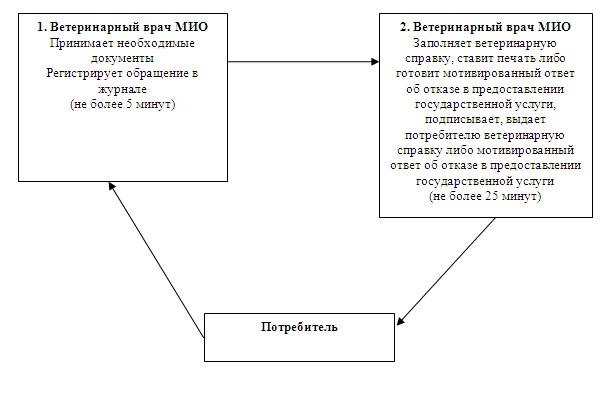 1. Ветеринарный врач МИО
Принимает необходимые
документы
Регистрирует обращение в
журнале
(не более 5 минут)
2. Ветеринарный врач МИО
Заполняет ветеринарную
справку, ставит печать либо
готовит мотивированный ответ
об отказе в предоставлении
государственной услуги,
подписывает, выдает
потребителю ветеринарную
справку либо мотивированный
ответ об отказе в предоставлении
государственной услуги
(не более 25 минут)
Потребитель